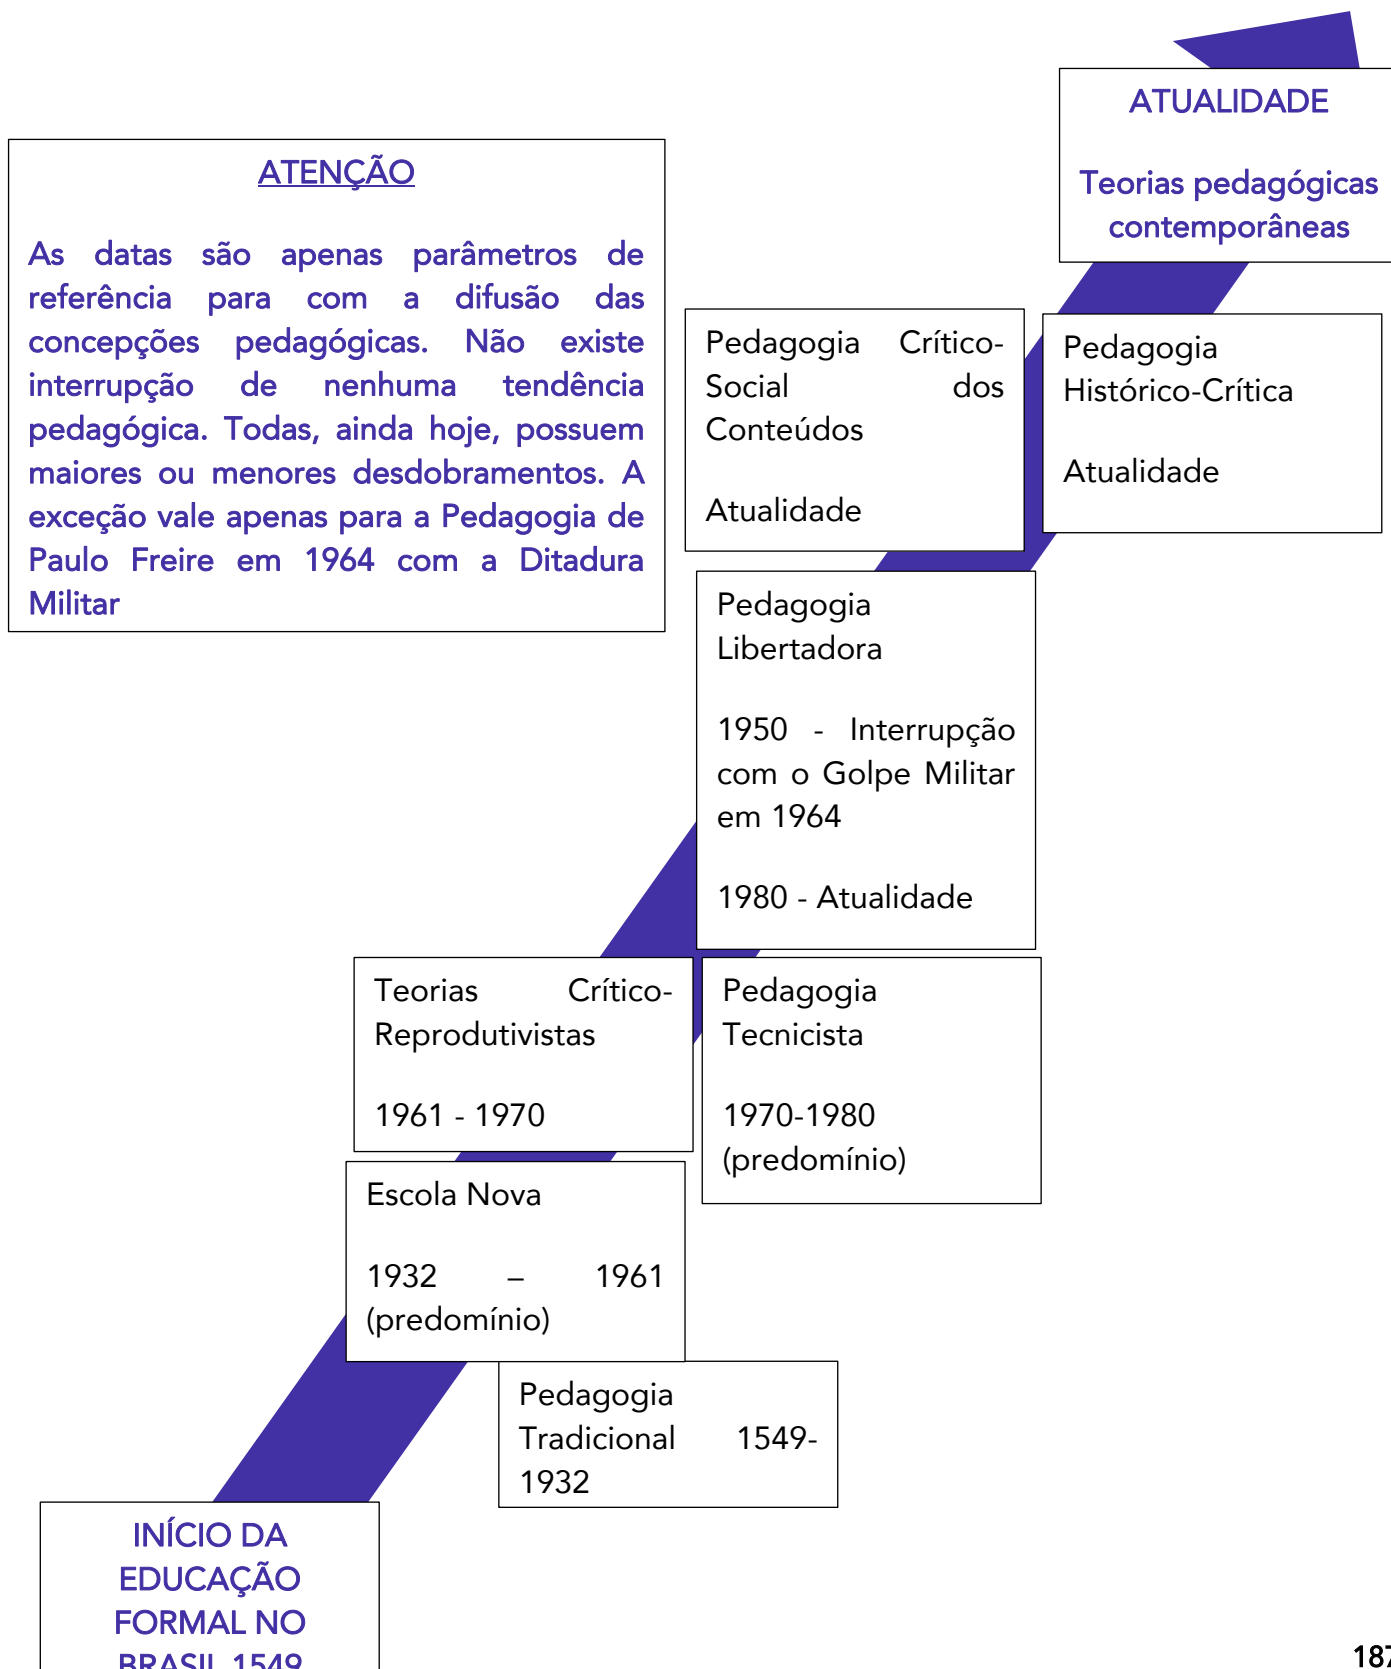 ATUALIDADE
Teorias pedagógicas
contemporâneas
ATENÇÃO
As datas são apenas parâmetros de
referência para com a difusão das
concepções pedagógicas. Não existe
interrupção de nenhuma tendência
pedagógica. Todas, ainda hoje, possuem
maiores ou menores desdobramentos. A
exceção vale apenas para a Pedagogia de
Paulo Freire em 1964 com a Ditadura
Militar
Pedagogia Crítico-
Social dos
Conteúdos
Atualidade
Pedagogia
Histórico-Crítica
Atualidade
Pedagogia
Libertadora
1950 - Interrupção
com o Golpe Militar
em 1964
1980 - Atualidade
Teorias Crítico-
Reprodutivistas
1961 - 1970
Pedagogia
Tecnicista
1970-1980
(predomínio)
Escola Nova
1932 – 1961
(predomínio)
Pedagogia
Tradicional 1549-
1932
INÍCIO DA
EDUCAÇÃO
FORMAL NO
BRASIL 1549
187